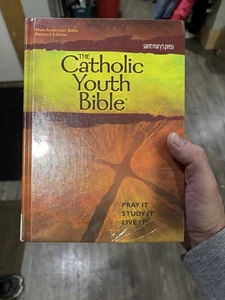 New American Bible
Revised Edition
saint mary's press
THE
Catholic
Youth
Bible®
PRAY IT
STUDY IT
LIVE IT®